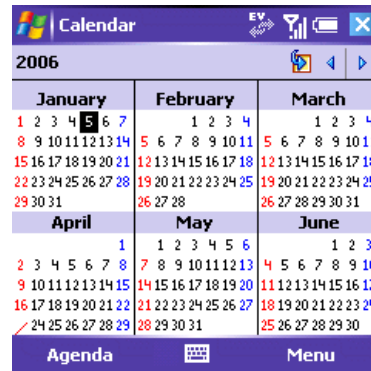 Calendar EV
2006
January February March
1 2 3 4 5 6 7 1 2 3 4 1 2 3 4
8 9 10 11 12 13 14 5 6 7 8 9 10 11 5 6 7 8 9 10 1
15 16 17 18 19 20 21 12 13 14 15 16 17 18 12 13 14 15 16 17 1
22 23 24 25 26 27 28 19 20 21 22 23 24 25 19 20 21 22 23 24 2
29 30 31 26 27 28 26 27 28 29 30 31
April May June
1 1 2 3 4 5 6 1 2 3
2 3 4 5 6 7 8 7 8 9 10 11 12 13 4 5 6 7 8 9 1
9 10 11 12 13 14 15 14 15 16 17 18 19 20 11 12 13 14 15 16 1
16 17 18 19 20 21 22 21 22 23 24 25 26 27 18 19 20 21 22 23 2
/ 24 25 26 27 28 29 28 29 30 31 25 26 27 28 29 30
Agenda Menu